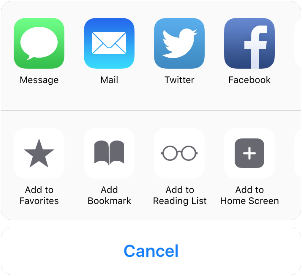 Message Mail Twitter Facebook
Add to Add Add to Add to
Favorites Bookmark Reading List Home Screen
Cancel